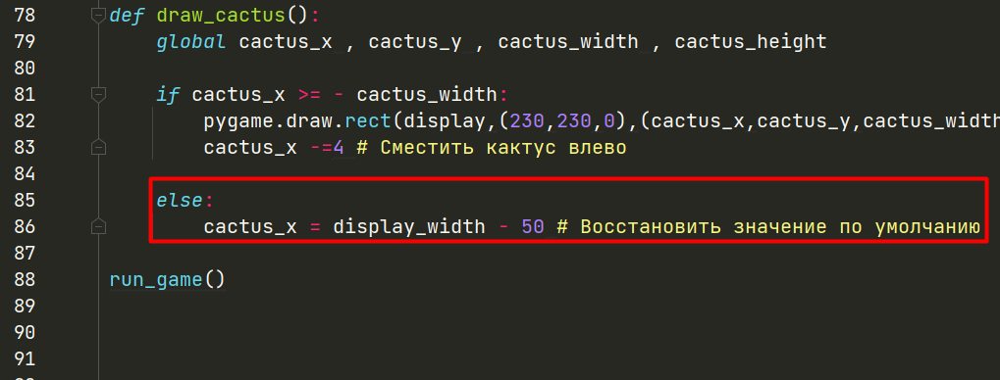 78 def draw_cactus():
79 global cactus_x , cactus_y , cactus_width , cactus_height
80
81 if cactus_x >= - cactus_width:
82 pygame.draw.rect(display,(230,230,0),(cactus_x,cactus_y,cactus_width
83 cactus_x -=4 # Сместить кактус влево
84
85 else:
86 cactus_x = display_width - 50 # Восстановить значение по умолчанию
87
88 run_game()
89
90
91